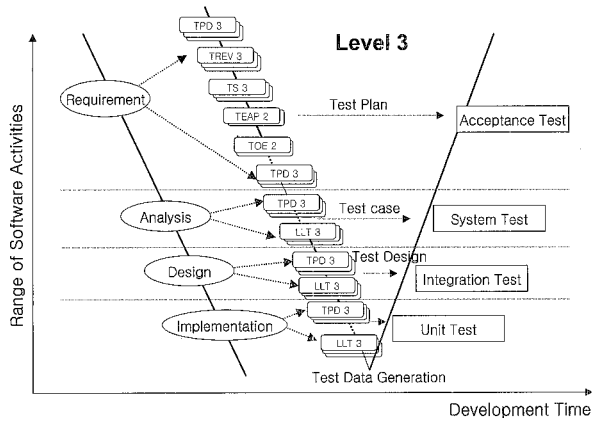 TPD 3
Level 3
TREV 3
TS 3
Requirement
Test Plan
TEAP 2
Acceptance Test
TOE 2
TPD 3
TPD 3
Test case
Analysis
System Test
LLT 3
Test Design
TPD 3
Design
Integration Test
LLT 3
TPD 3
Implementation
Unit Test
LLT 3
Test Data Generation
Range of Software Activities
Development Time